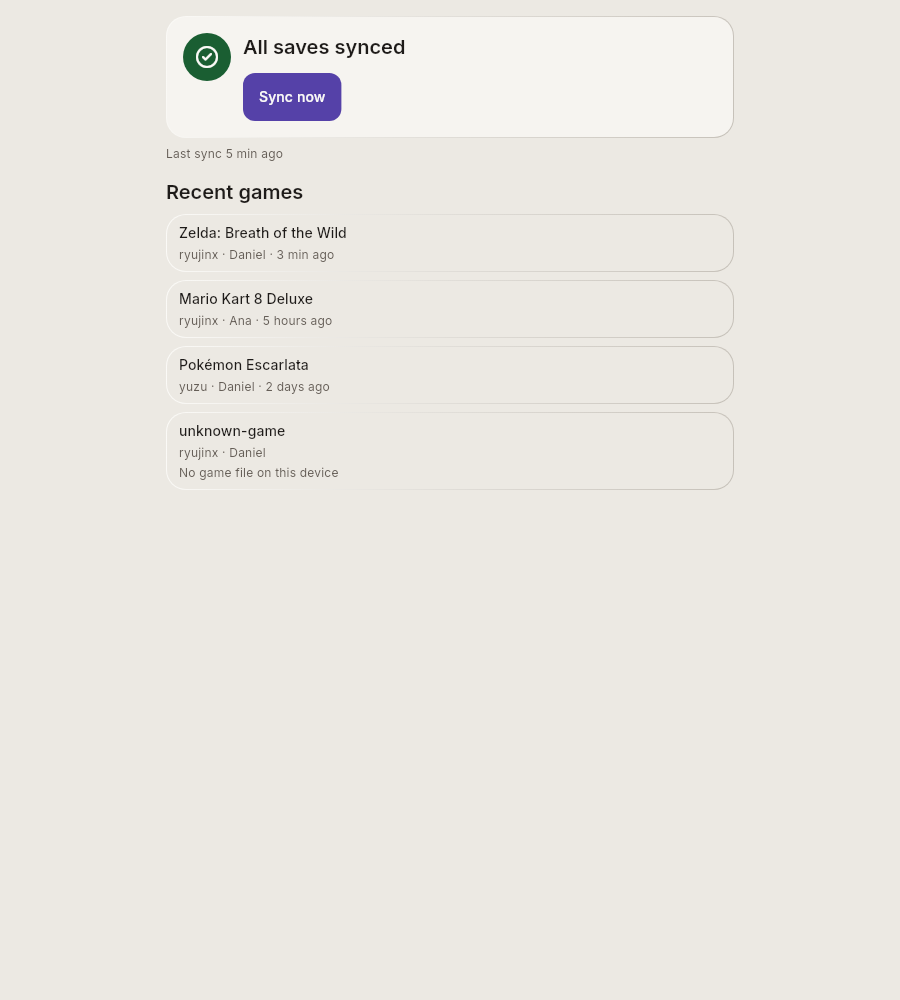 All saves synced
Sync now
Last sync 5 min ago
Recent games
Zelda: Breath of the Wild
ryujinx · Daniel · 3 min ago
Mario Kart 8 Deluxe
ryujinx · Ana · 5 hours ago
Pokémon Escarlata
yuzu · Daniel · 2 days ago
unknown-game
ryujinx · Daniel
No game file on this device